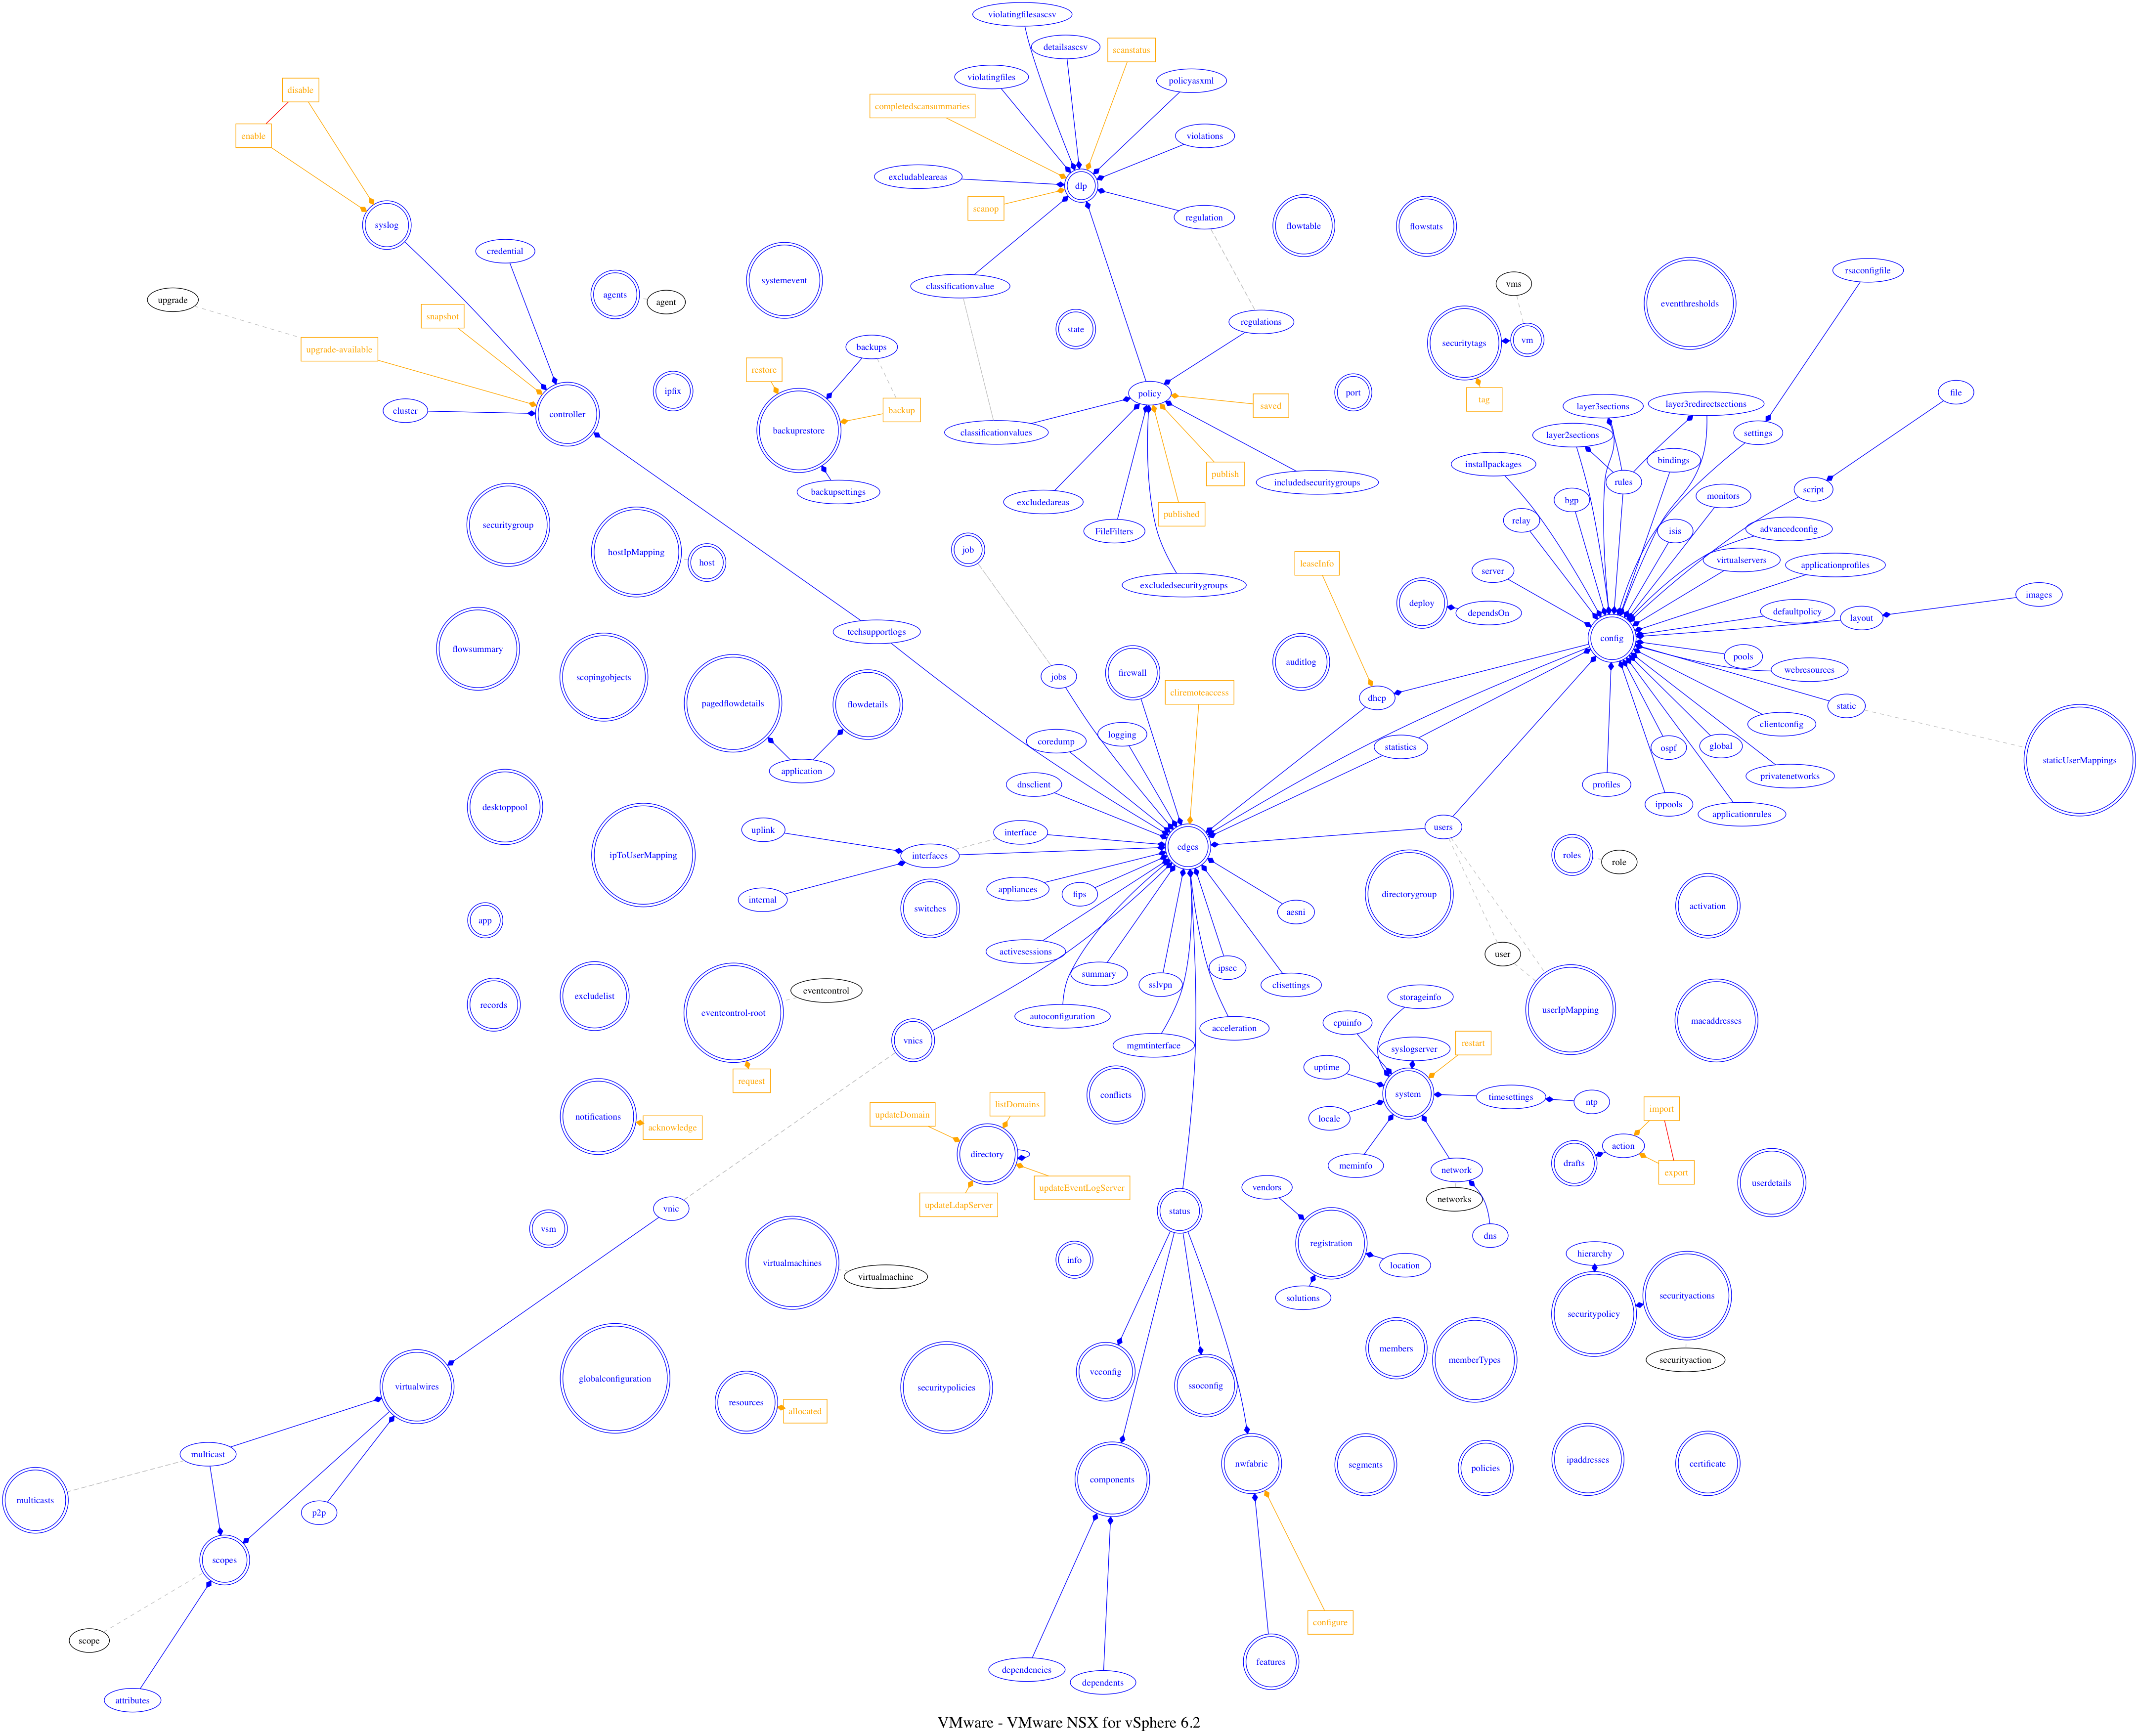 violatingfilesascsv
detailsascsv
scanstatus
violatingfiles
policyasxml
disable
completedscansummaries
enable
violations
excludableareas
dlp
scanop
regulation
syslog
flowtable
flowstats
credential
systemevent
rsaconfigfile
classificationvalue
vms
agents
agent
upgrade
eventthresholds
snapshot
regulations
state
vm
securitytags
upgrade-available
backups
restore
ipfix
policy
port
file
tag
saved
layer3sections
layer3redirectsections
cluster
backup
controller
backuprestore
classificationvalues
layer2sections
settings
bindings
installpackages
publish
includedsecuritygroups
rules
script
backupsettings
monitors
excludedareas
bgp
published
relay
securitygroup
advancedconfig
FileFilters
isis
job
hostIpMapping
virtualservers
host
leaseInfo
applicationprofiles
server
excludedsecuritygroups
images
deploy
defaultpolicy
dependsOn
layout
techsupportlogs
config
flowsummary
pools
auditlog
webresources
firewall
jobs
scopingobjects
cliremoteaccess
dhcp
pagedflowdetails
flowdetails
static
clientconfig
logging
coredump
statistics
global
ospf
staticUserMappings
application
privatenetworks
dnsclient
profiles
ippools
desktoppool
applicationrules
users
uplink
interface
edges
ipToUserMapping
interfaces
roles
role
appliances
fips
directorygroup
internal
activation
switches
aesni
app
activesessions
user
ipsec
summary
sslvpn
clisettings
eventcontrol
excludelist
storageinfo
records
userIpMapping
eventcontrol-root
autoconfiguration
macaddresses
cpuinfo
acceleration
vnics
restart
mgmtinterface
syslogserver
uptime
request
system
conflicts
timesettings
ntp
listDomains
import
updateDomain
notifications
locale
acknowledge
action
directory
drafts
meminfo
network
export
userdetails
vendors
updateEventLogServer
networks
updateLdapServer
vnic
status
vsm
dns
registration
hierarchy
info
virtualmachines
location
virtualmachine
securityactions
solutions
securitypolicy
members
memberTypes
securityaction
vcconfig
globalconfiguration
ssoconfig
virtualwires
securitypolicies
resources
allocated
multicast
ipaddresses
nwfabric
segments
certificate
policies
components
multicasts
p2p
scopes
configure
scope
features
dependencies
dependents
attributes
VMware - VMware NSX for vSphere 6.2